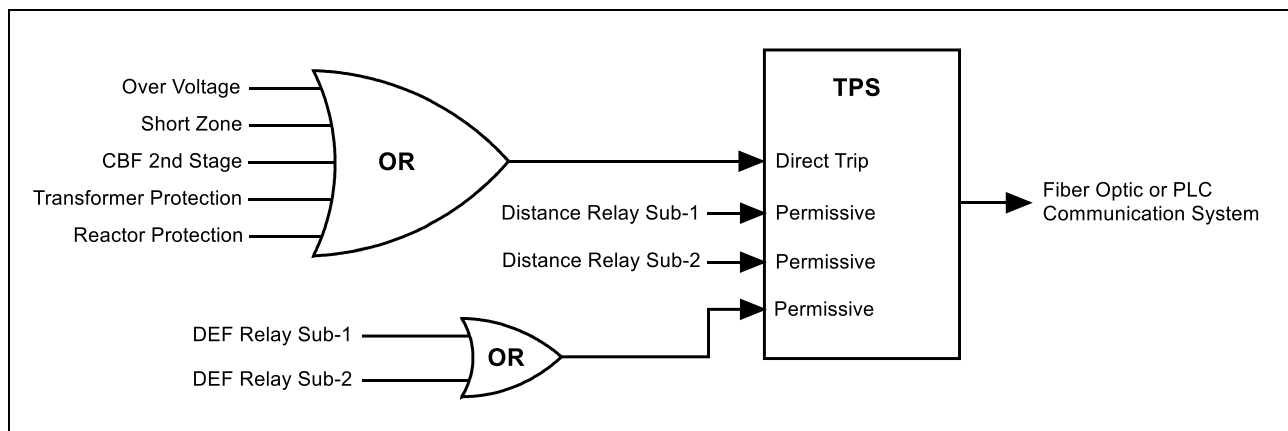 Over Voltage
Short Zone
CBF 2nd Stage
Transformer Protection
Reactor Protection
OR
TPS
Direct Trip
Distance Relay Sub-1
Permissive
Distance Relay Sub-2
Permissive
Permissive
Fiber Optic or PLC
Communication System
DEF Relay Sub-1
DEF Relay Sub-2
OR